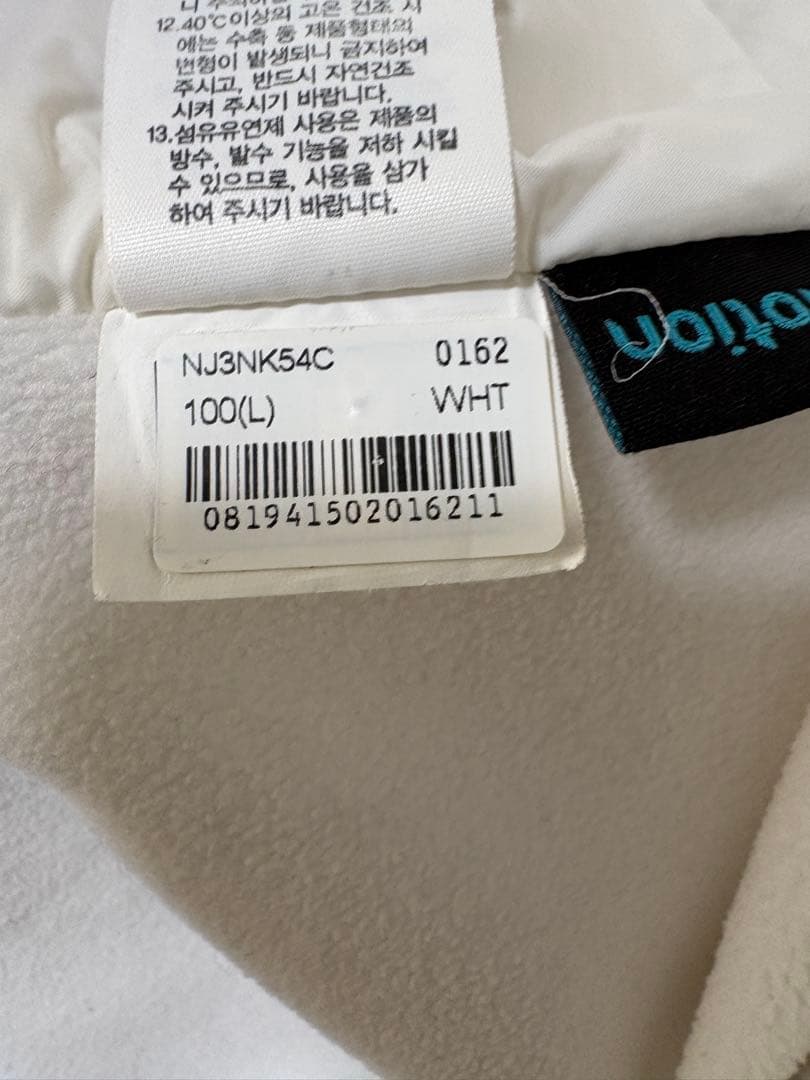 니 주의하
12.40℃이상의 고온 건조 시
에는 수축 등 제품형태의
변형이 발생되니 금지하여
주시고, 반드시 자연건조
시켜 주시기 바랍니다.
13.섬유유연제 사용은 제품의
방수, 발수 기능을 저하 시킬
수 있으므로, 사용을 삼가
하여 주시기 바랍니다.
NJ3NK54C 0162
100(L) WHT
081941502016211
otion